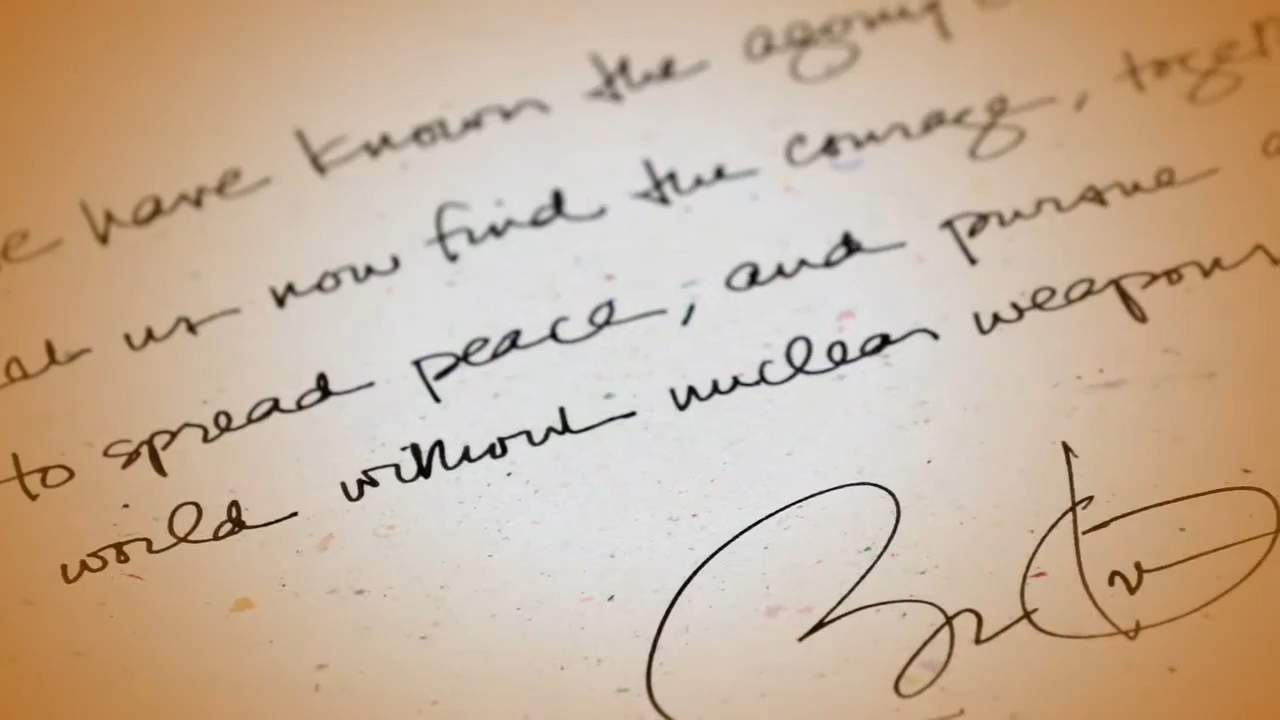 have known the agony
us now find the courage,
to spread peace, and pursue
world without nuclear weapons